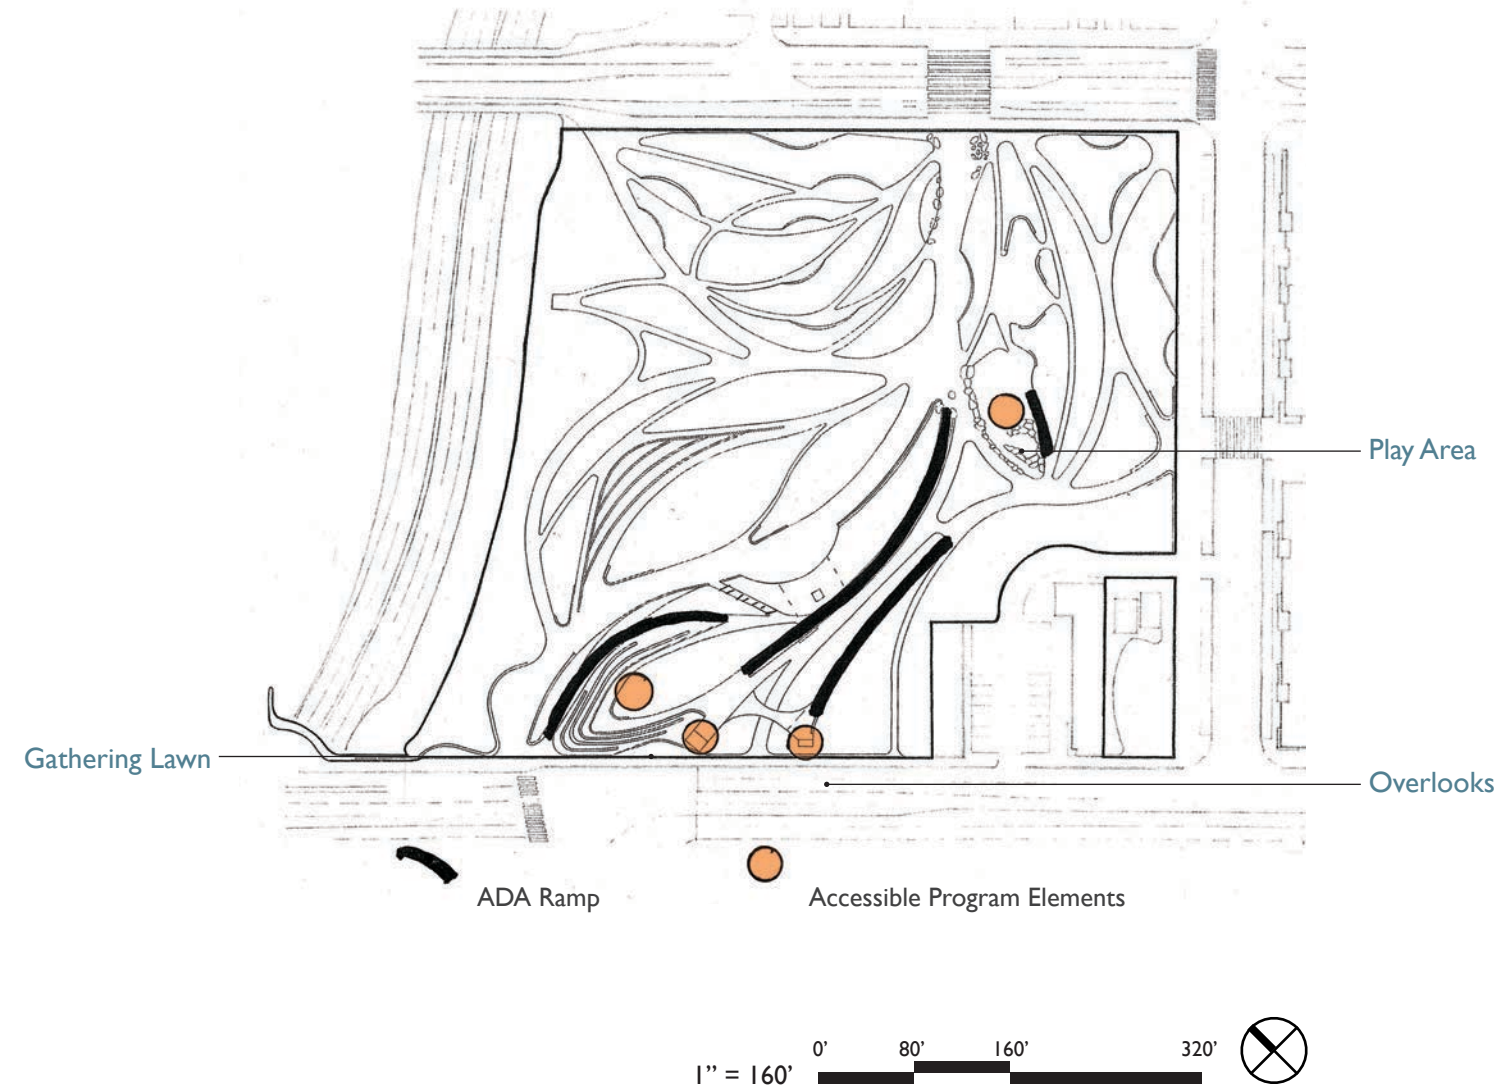 Play Area
Gathering Lawn
Overlooks
ADA Ramp
Accessible Program Elements
0’ 80’ 160’ 320’
1” = 160’